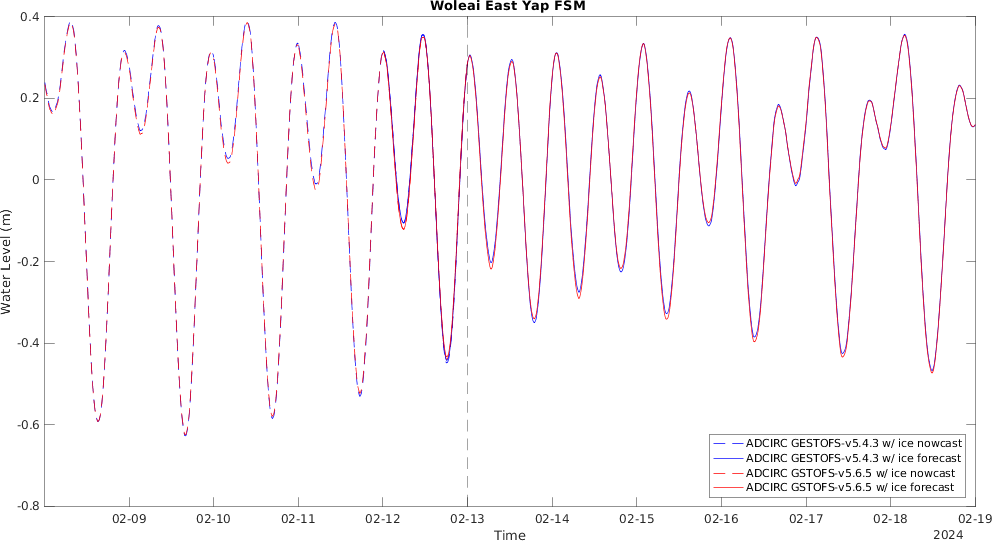 Woleai East Yap FSM
0.4
0.2
0
-0.2
-0.4
-0.6
-0.8
Water Level (m)
ADCIRC GESTOFS-v5.4.3 w/ ice nowcast
ADCIRC GESTOFS-v5.4.3 w/ ice forecast
ADCIRC GSTOFS-v5.6.5 w/ ice nowcast
ADCIRC GSTOFS-v5.6.5 w/ ice forecast
02-09 02-10 02-11 02-12 02-13 02-14 02-15 02-16 02-17 02-18 02-19
Time
2024